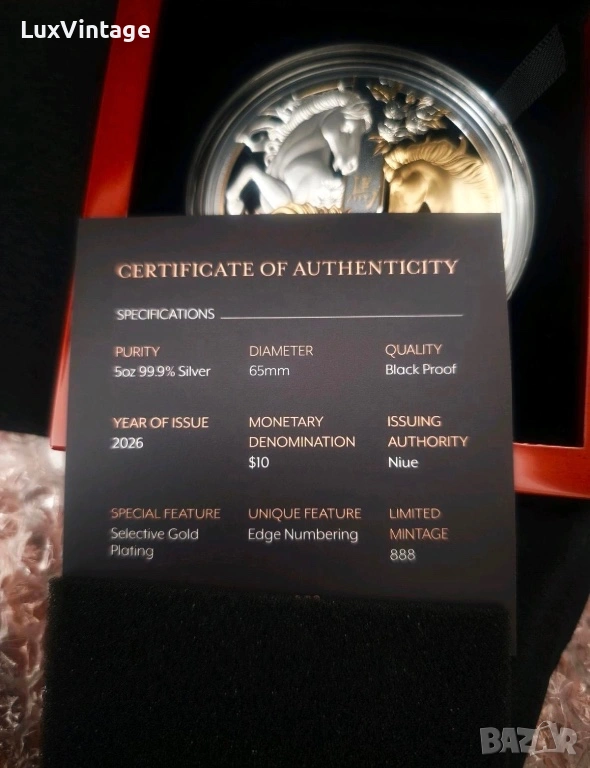 LuxVintage
CERTIFICATE OF AUTHENTICITY
SPECIFICATIONS
PURITY
5oz 99.9% Silver
DIAMETER
65mm
QUALITY
Black Proof
YEAR OF ISSUE
2026
MONETARY
DENOMINATION
$10
ISSUING
AUTHORITY
Niue
SPECIAL FEATURE
Selective Gold
Plating
UNIQUE FEATURE
Edge Numbering
LIMITED
MINTAGE
888
BAZAR